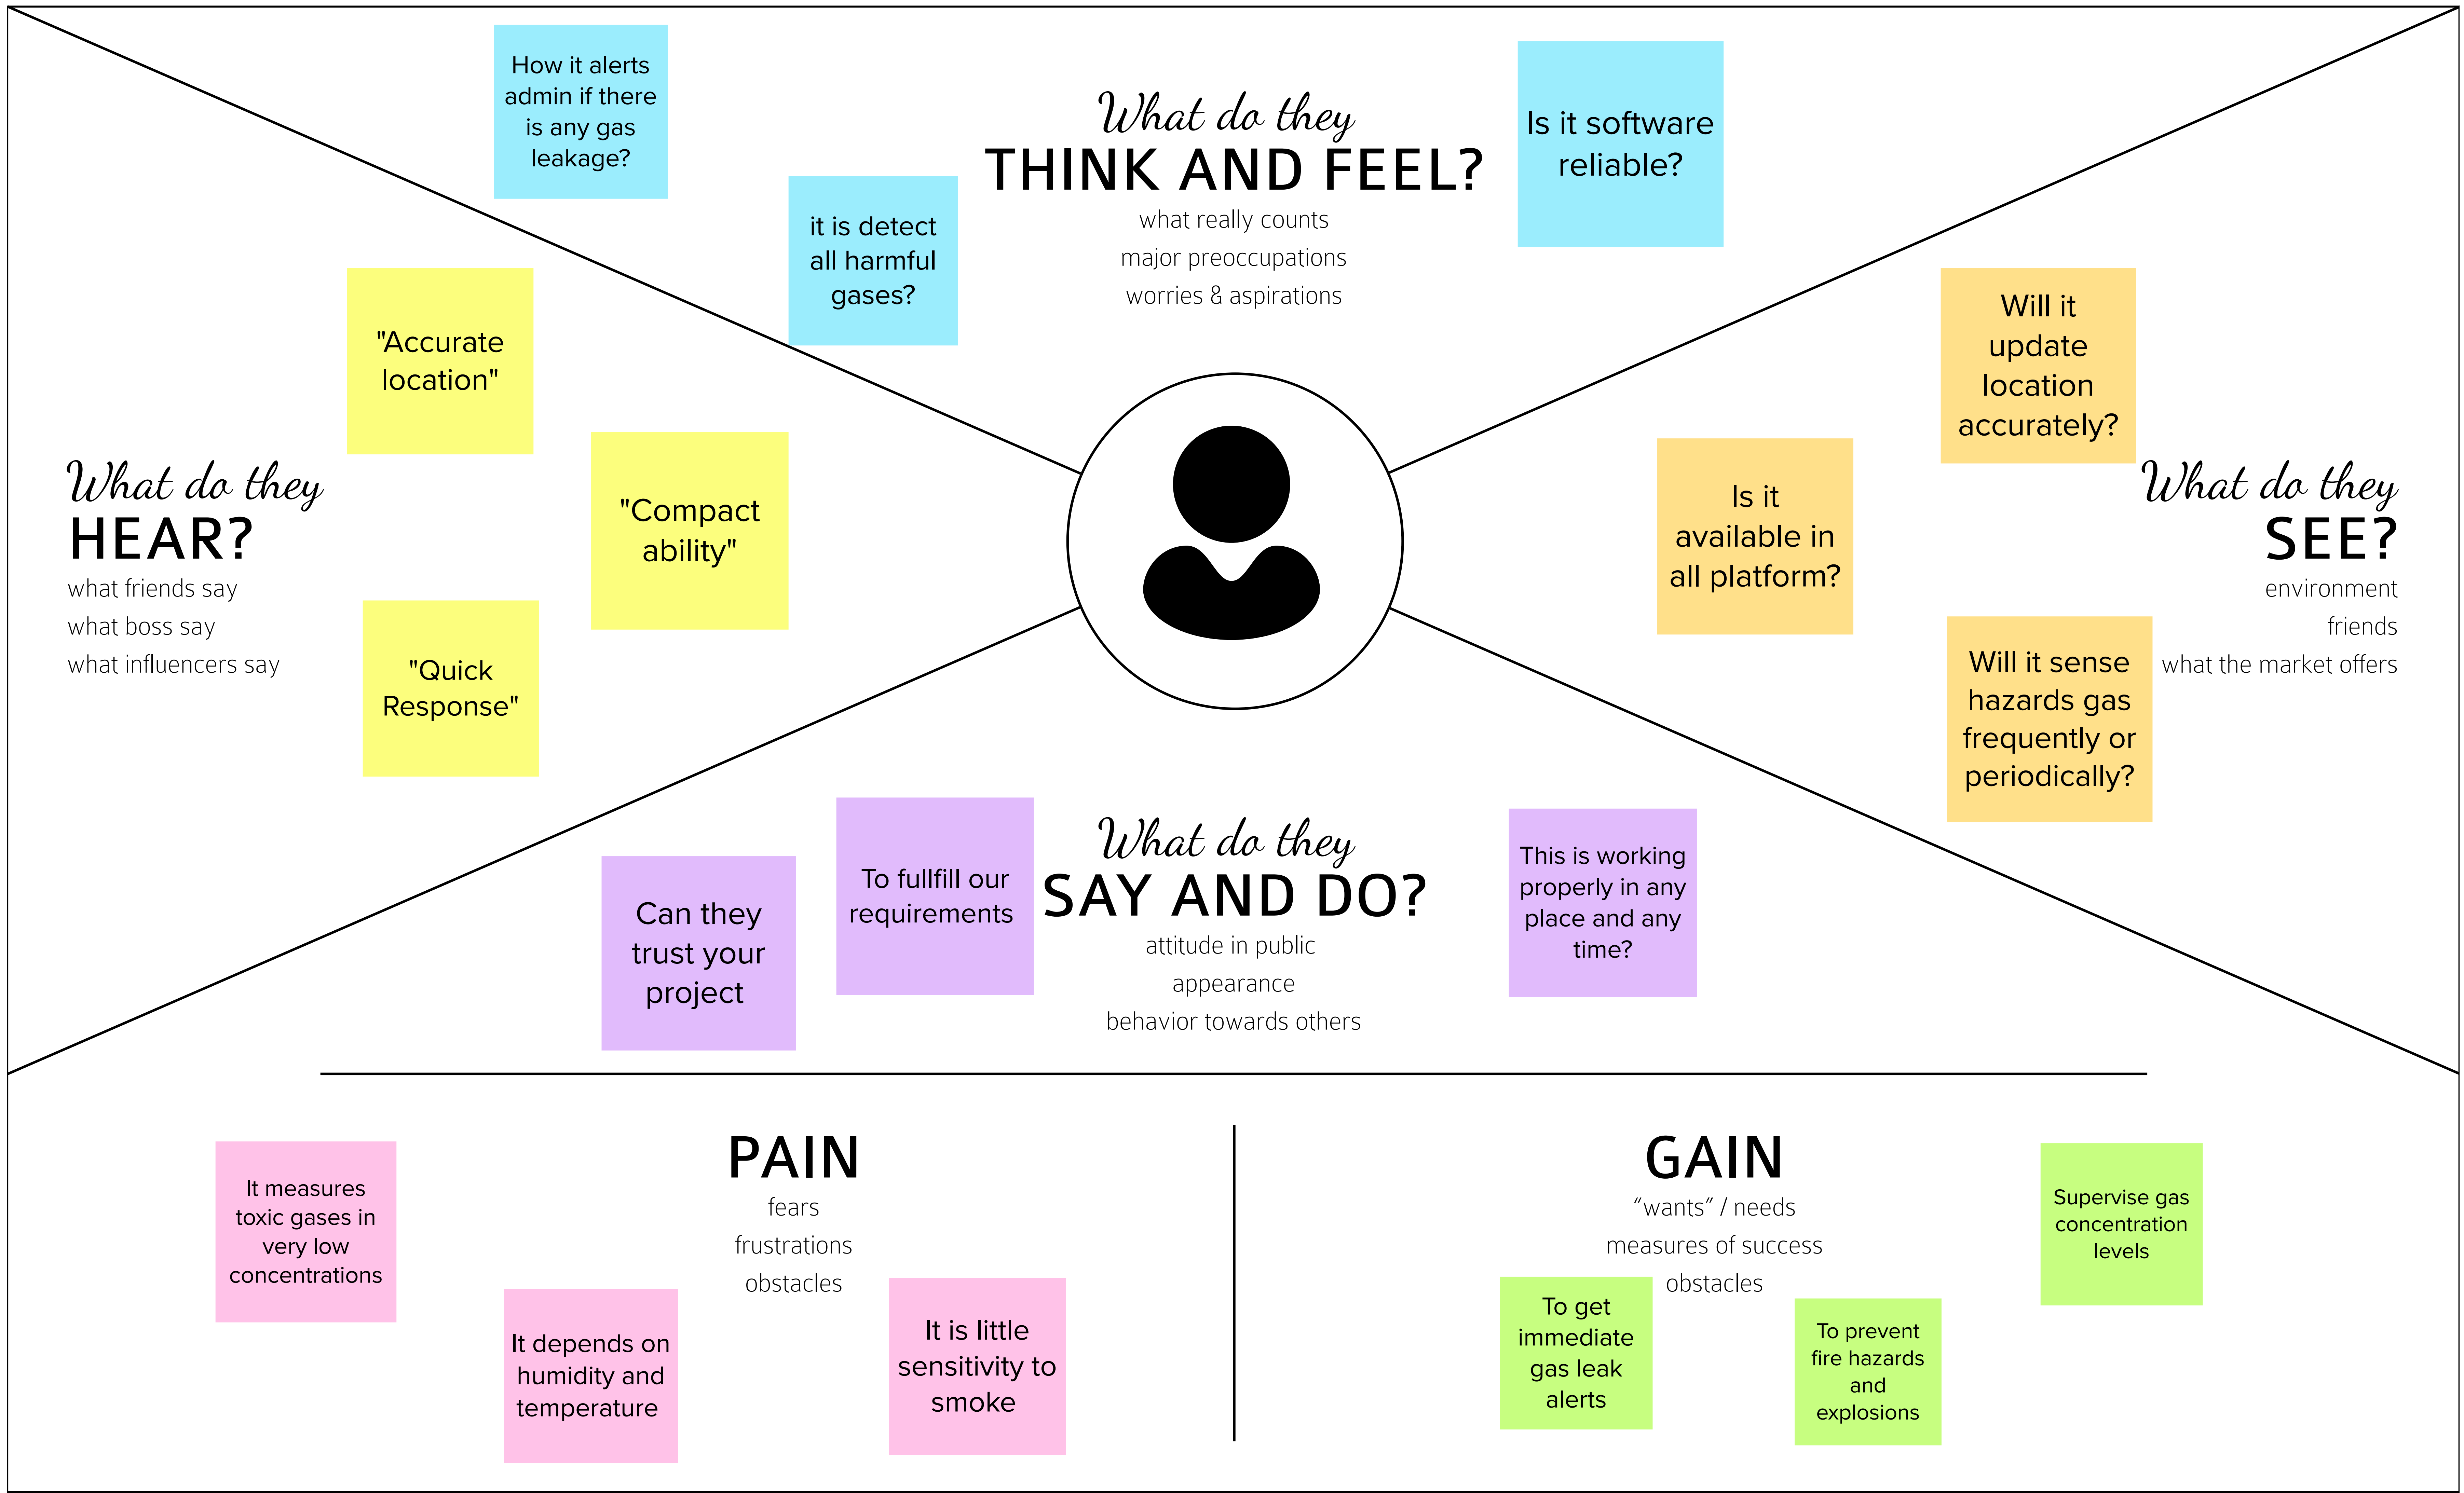 How it alerts
admin if there
is any gas
leakage?
it is detect
all harmful
gases?
What do they
THINK AND FEEL?
what really counts
major preoccupations
worries & aspirations
Is it software
reliable?
"Accurate
location"
"Compact
ability"
"Quick
Response"
What do they
HEAR?
what friends say
what boss say
what influencers say
Will it
update
location
accurately?
Is it
available in
all platform?
Will it sense
hazards gas
frequently or
periodically?
What do they
SEE?
environment
friends
what the market offers
Can they
trust your
project
To fullfill our
requirements
What do they
SAY AND DO?
attitude in public
appearance
behavior towards others
This is working
properly in any
place and any
time?
PAIN
fears
frustrations
obstacles
It measures
toxic gases in
very low
concentrations
It depends on
humidity and
temperature
It is little
sensitivity to
smoke
GAIN
“wants” / needs
measures of success
obstacles
To get
immediate
gas leak
alerts
To prevent
fire hazards
and
explosions
Supervise gas
concentration
levels